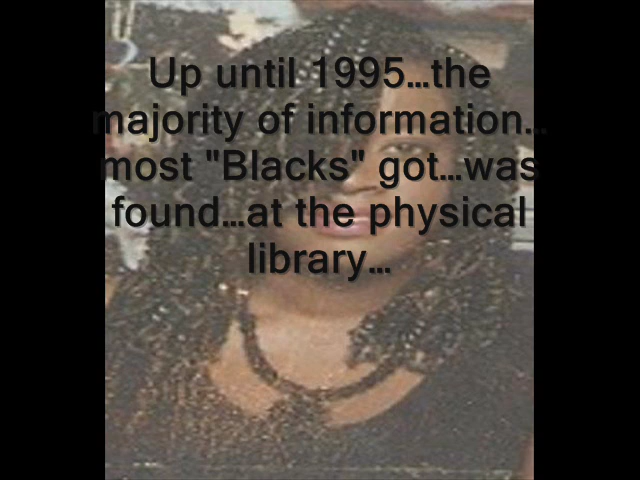 Up until 1995...the
majority of information...
most "Blacks" got...was
found...at the physical
library...